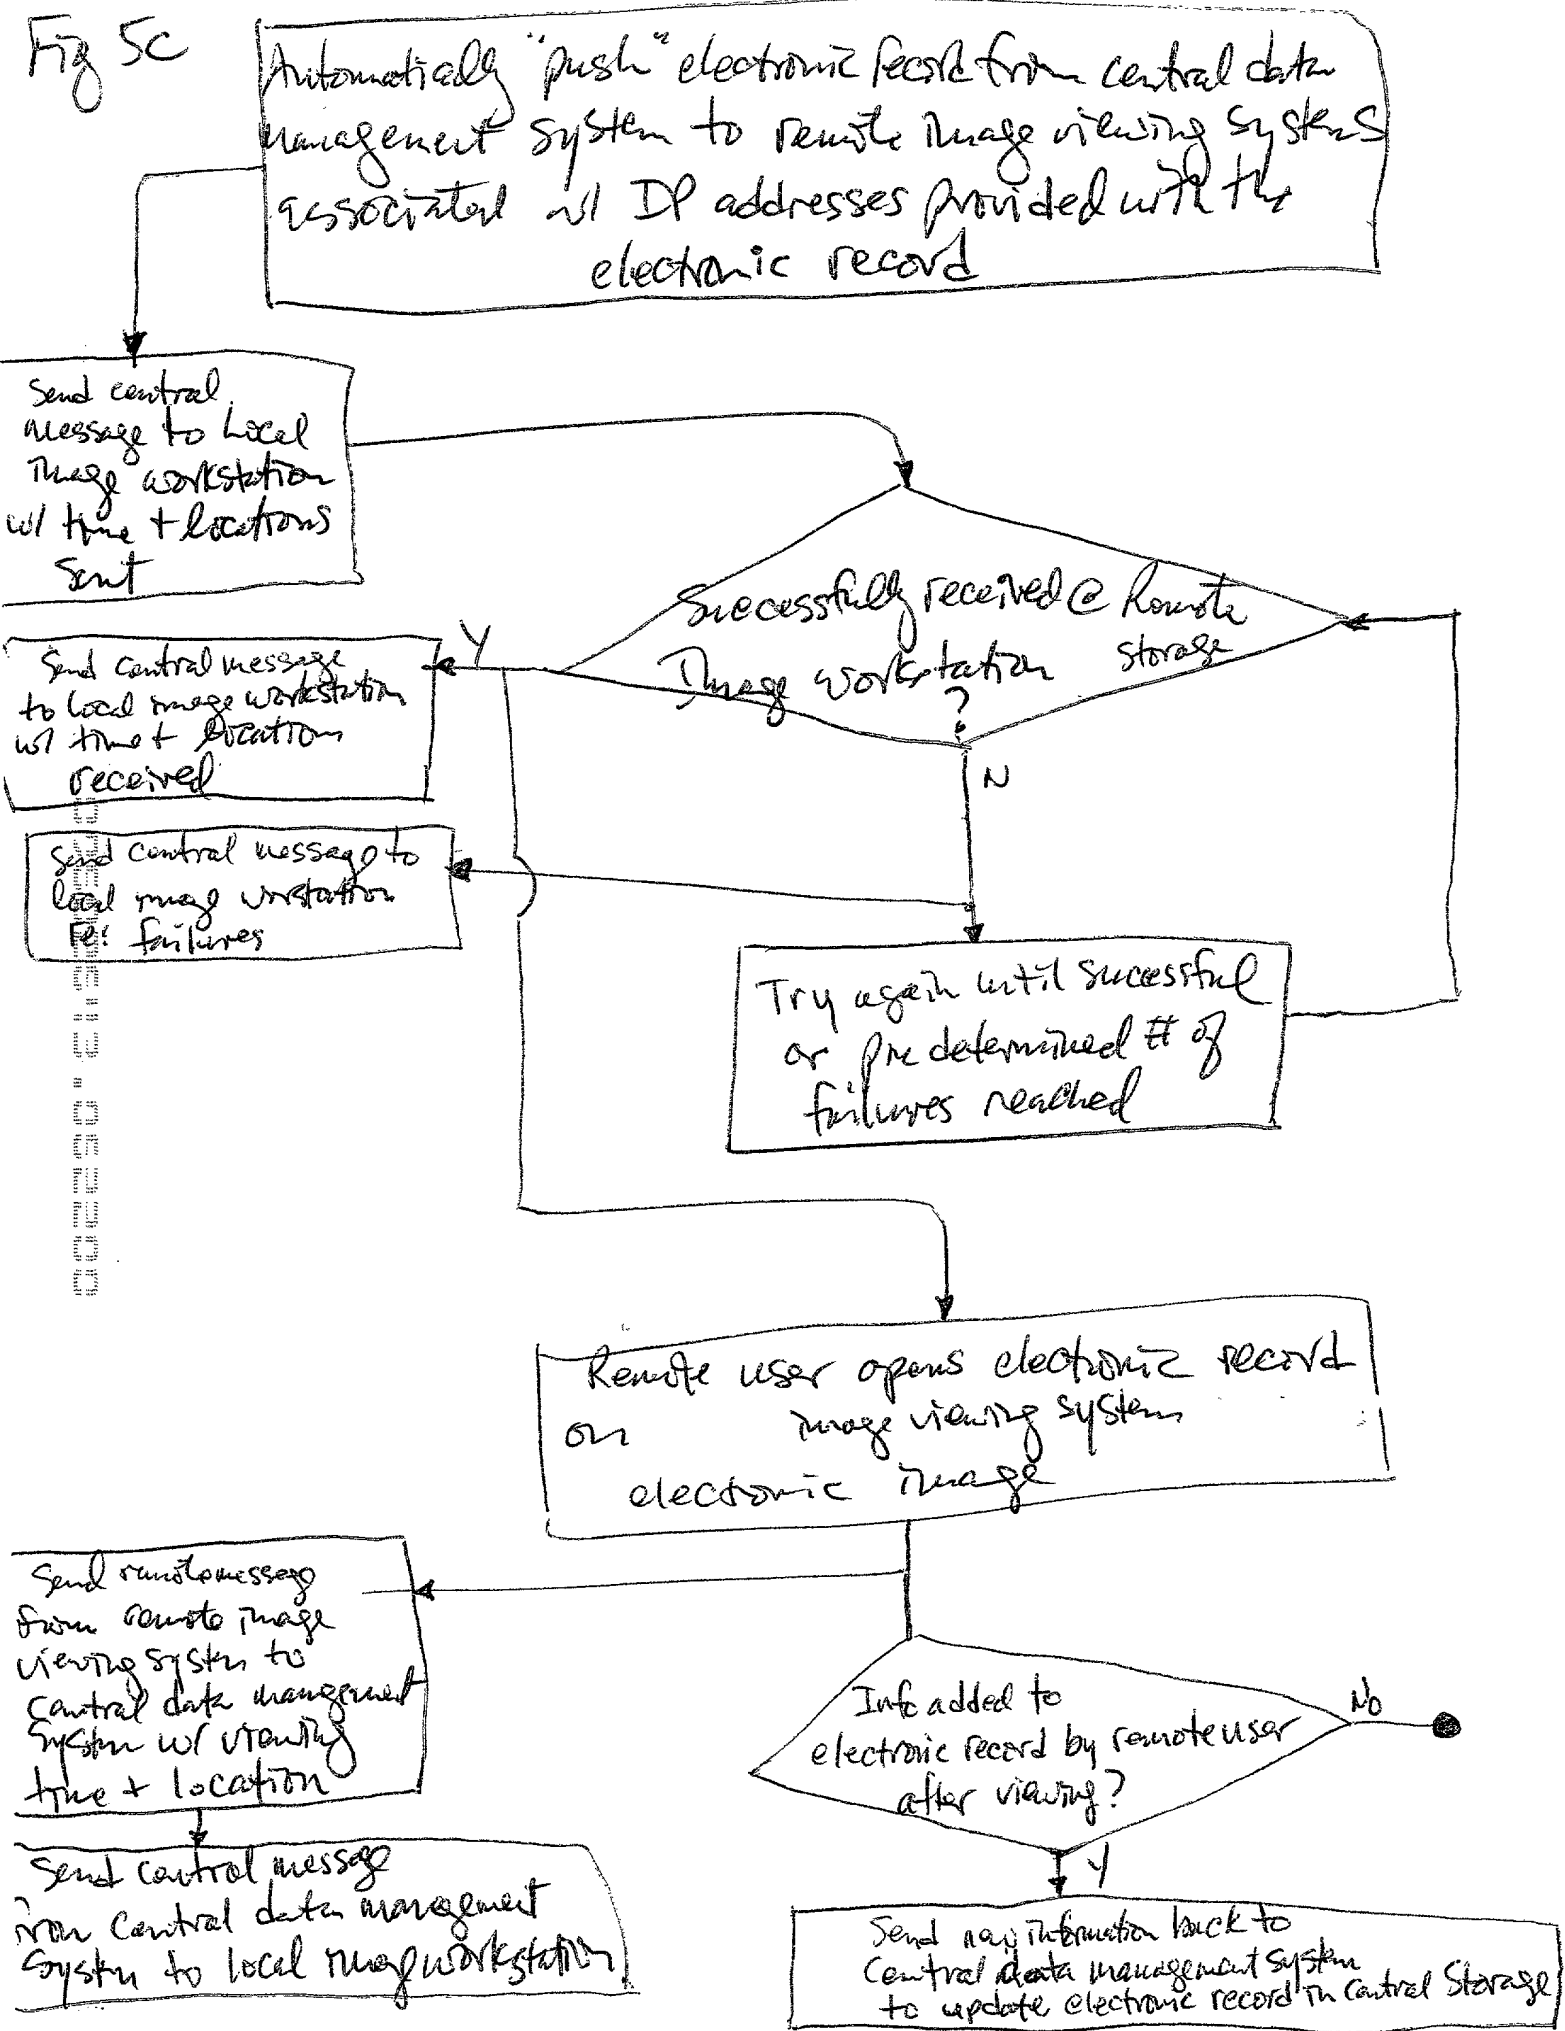 Fig 5c
Automatically "push" electronic record from central data
management system to remote image viewing systems
associated w/ IP addresses provided with the
electronic record
Send central
message to local
image workstation
w/ time + locations
sent
Successfully received @ Remote
Image workstation storage
?
Y
N
Send central message
to local image workstation
w/ time + location
received
Send central message to
local image worstation
re: failures
Try again until successful
or pre determined # of
failures reached
Remote user opens electronic record
on image viewing system
electronic image
Send remote message
from remote image
viewing system to
central data management
system w/ viewing
time + location
Send central message
from central data management
system to local image workstation
Info added to
electronic record by remote user
after viewing?
No
Y
Send new information back to
central data management system
to update electronic record in central storage